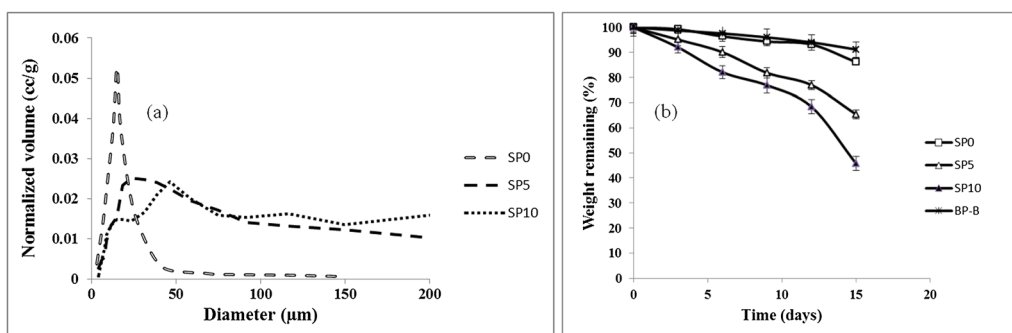 Normalized volume (cc/g)
0.06
0.05
0.04
0.03
0.02
0.01
0
(a)
SP0
SP5
SP10
0 50 100 150 200
Diameter (μm)
Weight remaining (%)
100
90
80
70
60
50
40
30
20
10
0
(b)
SP0
SP5
SP10
BP-B
0 5 10 15 20
Time (days)